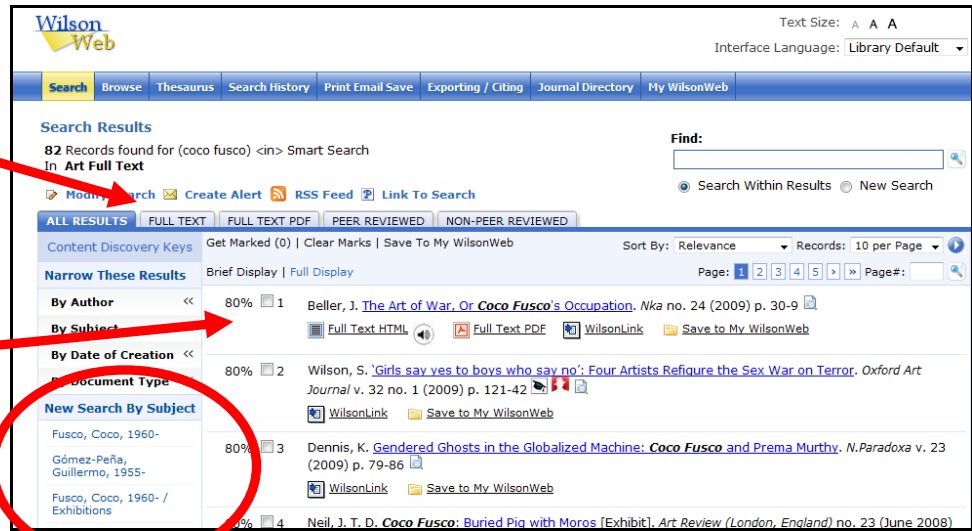 Wilson
Web
Text Size: A A A
Interface Language: Library Default
Search Browse Thesaurus Search History Print Email Save Exporting / Citing Journal Directory My WilsonWeb
Search Results
82 Records found for (coco fusco) <in> Smart Search
In Art Full Text
Find:
Search Within Results New Search
Create Alert RSS Feed Link To Search
ALL RESULTS FULL TEXT FULL TEXT PDF PEER REVIEWED NON-PEER REVIEWED
Content Discovery Keys
Get Marked (0) | Clear Marks | Save To My WilsonWeb
Sort By: Relevance Records: 10 per Page
Narrow These Results
Brief Display | Full Display
Page: 1 2 3 4 5 > » Page#:
By Author «
80% 1 Beller, J. The Art of War, Or Coco Fusco's Occupation. Nka no. 24 (2009) p. 30-9
By Subject
Full Text HTML Full Text PDF WilsonLink Save to My WilsonWeb
By Date of Creation «
By Document Type
80% 2 Wilson, S. `Girls say yes to boys who say no': Four Artists Refigure the Sex War on Terror. Oxford Art
Journal v. 32 no. 1 (2009) p. 121-42
WilsonLink Save to My WilsonWeb
New Search By Subject
Fusco, Coco, 1960-
Gómez-Peña,
Guillermo, 1955-
Fusco, Coco, 1960- /
Exhibitions
80% 3 Dennis, K. Gendered Ghosts in the Globalized Machine: Coco Fusco and Prema Murthy. N.Paradoxa v. 23
(2009) p. 79-86
WilsonLink Save to My WilsonWeb
4 Neil, J. T. D. Coco Fusco: Buried Pig with Moros [Exhibit]. Art Review (London, England) no. 23 (June 2008)